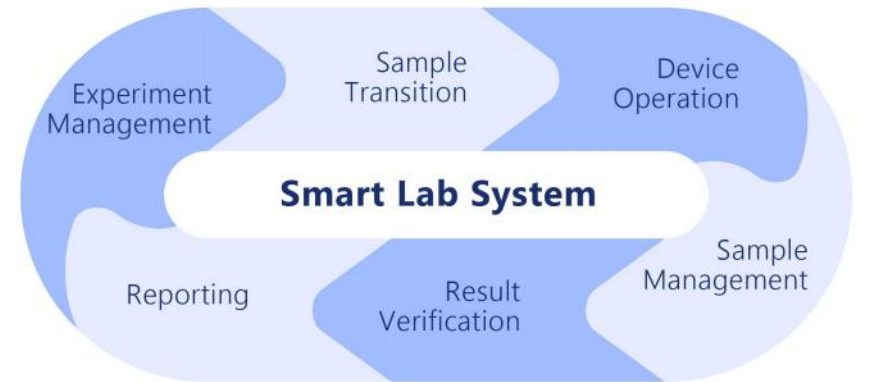 Experiment
Management
Sample
Transition
Device
Operation
Smart Lab System
Sample
Management
Result
Verification
Reporting